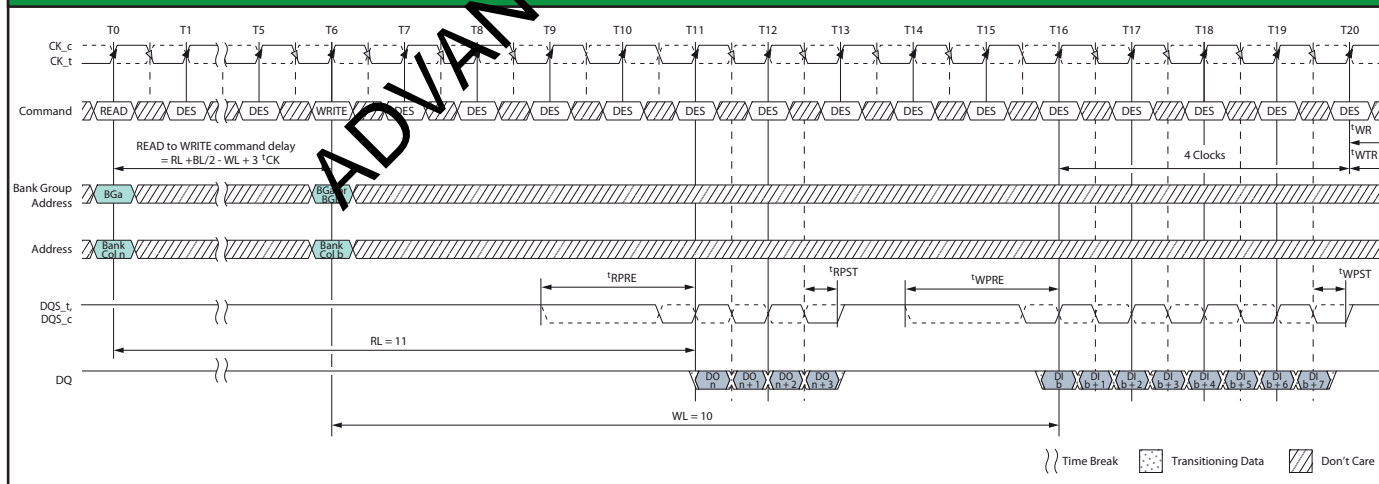 T0 T1 T5 T6 T7 T8 T9 T10 T11 T12 T13 T14 T15 T16 T17 T18 T19 T20
CK_c
CK_t
Command READ DES DES WRITE DES DES DES DES DES DES DES DES DES DES DES DES DES DES
READ to WRITE command delay
= RL +BL/2 - WL + 3 tCK
4 Clocks
tWR
tWTR
Bank Group
Address
BGa
BGa or
BGb
Address
Bank
Col n
Bank
Col b
tRPRE
tRPST
tWPRE
tWPST
DQS_t,
DQS_c
RL = 11
DQ
DO
n
DO
n + 1
DO
n + 2
DO
n + 3
DI
b
DI
b + 1
DI
b + 2
DI
b + 3
DI
b + 4
DI
b + 5
DI
b + 6
DI
b + 7
WL = 10
Time Break
Transitioning Data
Don't Care
ADVAN